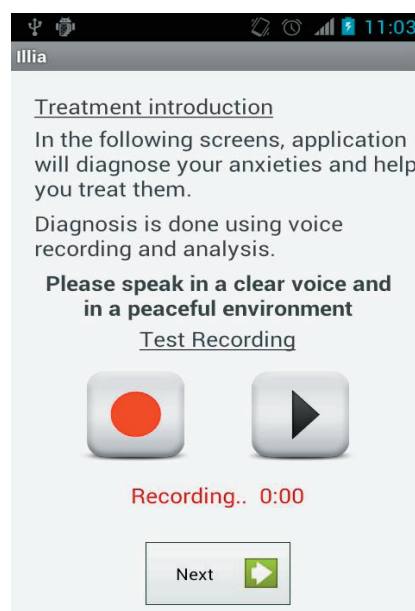 11:03
Illia
Treatment introduction
In the following screens, application
will diagnose your anxieties and help
you treat them.
Diagnosis is done using voice
recording and analysis.
Please speak in a clear voice and
in a peaceful environment
Test Recording
Recording.. 0:00
Next